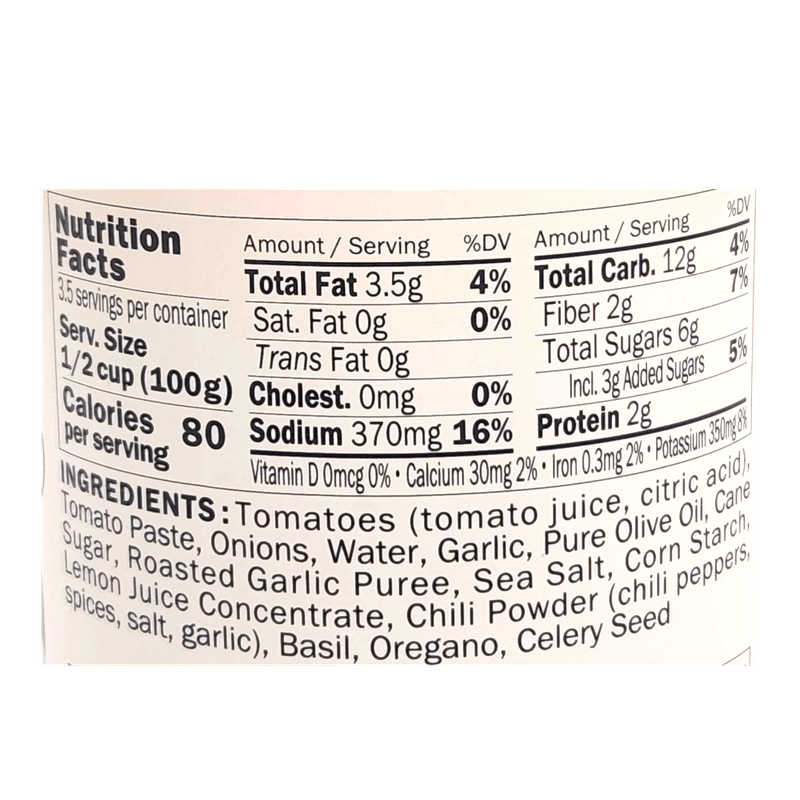 Nutrition
Facts
3.5 servings per container
Serv. Size
1/2 cup (100g)
Calories
per serving 80
Amount / Serving %DV
Total Fat 3.5g 4%
Sat. Fat 0g 0%
Trans Fat 0g
Cholest. 0mg 0%
Sodium 370mg 16%
Amount / Serving %DV
Total Carb. 12g 4%
Fiber 2g 7%
Total Sugars 6g
Incl. 3g Added Sugars 5%
Protein 2g
Vitamin D 0mcg 0% • Calcium 30mg 2% • Iron 0.3mg 2% • Potassium 350mg 8%
INGREDIENTS: Tomatoes (tomato juice, citric acid),
Tomato Paste, Onions, Water, Garlic, Pure Olive Oil, Cane
Sugar, Roasted Garlic Puree, Sea Salt, Corn Starch,
Lemon Juice Concentrate, Chili Powder (chili peppers,
spices, salt, garlic), Basil, Oregano, Celery Seed